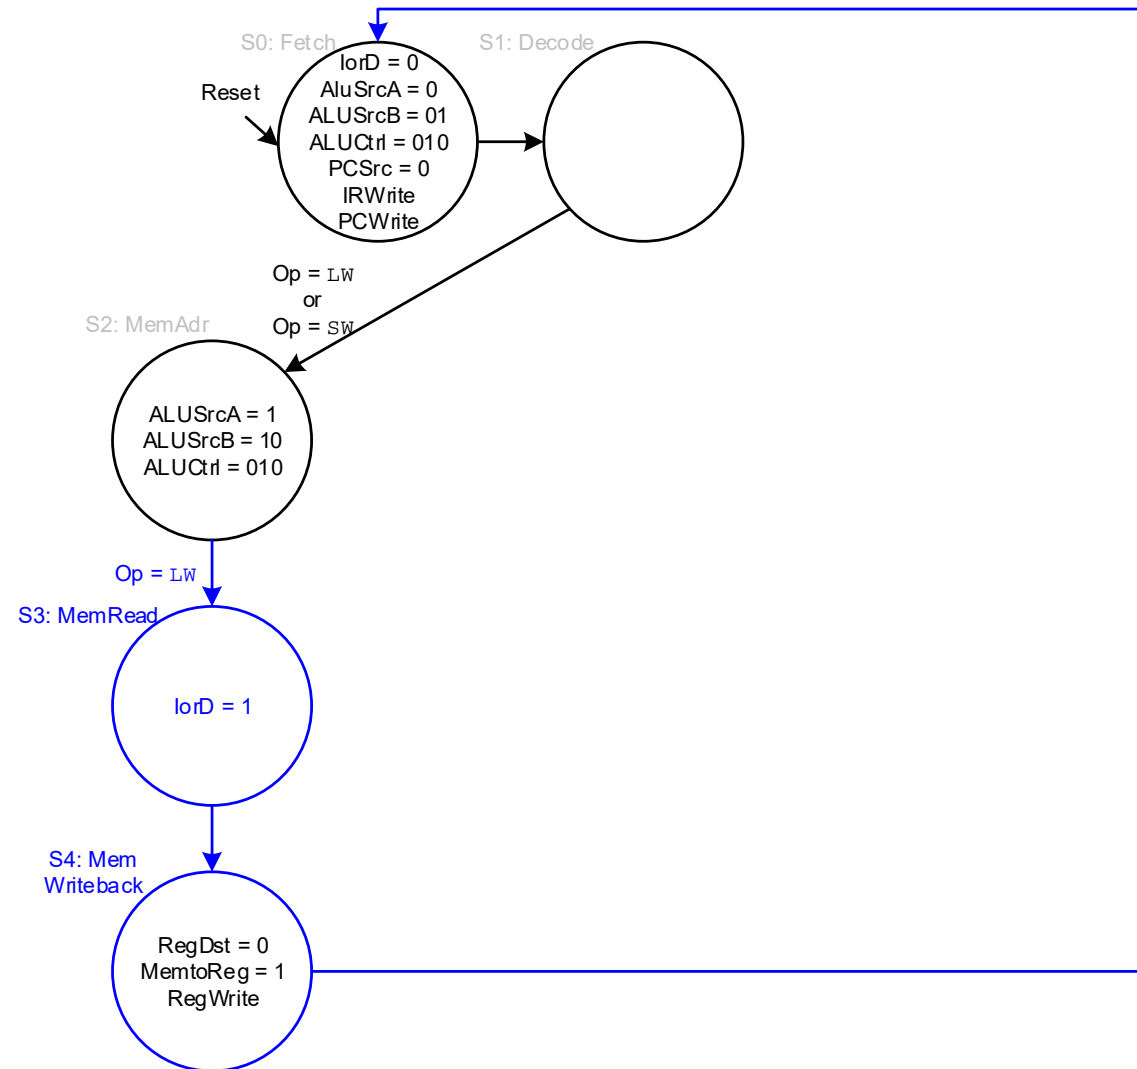 S0: Fetch
S1: Decode
Reset
IorD = 0
AluSrcA = 0
ALUSrcB = 01
ALUCtrl = 010
PCSrc = 0
IRWrite
PCWrite
Op = LW
or
Op = SW
S2: MemAdr
ALUSrcA = 1
ALUSrcB = 10
ALUCtrl = 010
Op = LW
S3: MemRead
IorD = 1
S4: Mem
Writeback
RegDst = 0
MemtoReg = 1
RegWrite